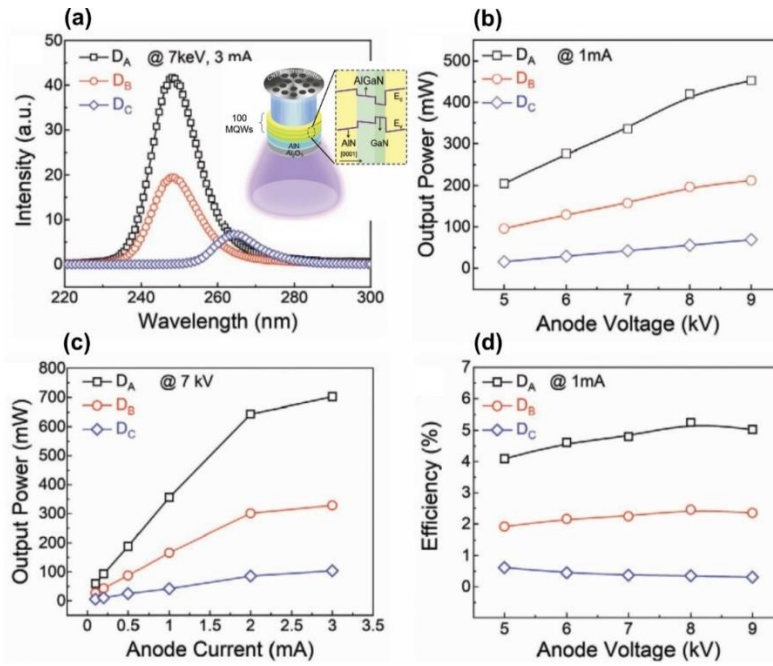 (a)
50
40
30
20
10
0
Intensity (a.u.)
D_A @ 7keV, 3 mA
D_B
D_C
100
MQWs
AlN
Al₂O₃
AlGaN
E_c
E_v
AlN
GaN
[0001]
220 240 260 280 300
Wavelength (nm)
(b)
500
400
300
200
100
0
Output Power (mW)
D_A @ 1mA
D_B
D_C
5 6 7 8 9
Anode Voltage (kV)
(c)
800
700
600
500
400
300
200
100
0
Output Power (mW)
D_A @ 7 kV
D_B
D_C
0 0.5 1 1.5 2 2.5 3 3.5
Anode Current (mA)
(d)
7
6
5
4
3
2
1
0
Efficiency (%)
D_A @ 1mA
D_B
D_C
5 6 7 8 9
Anode Voltage (kV)